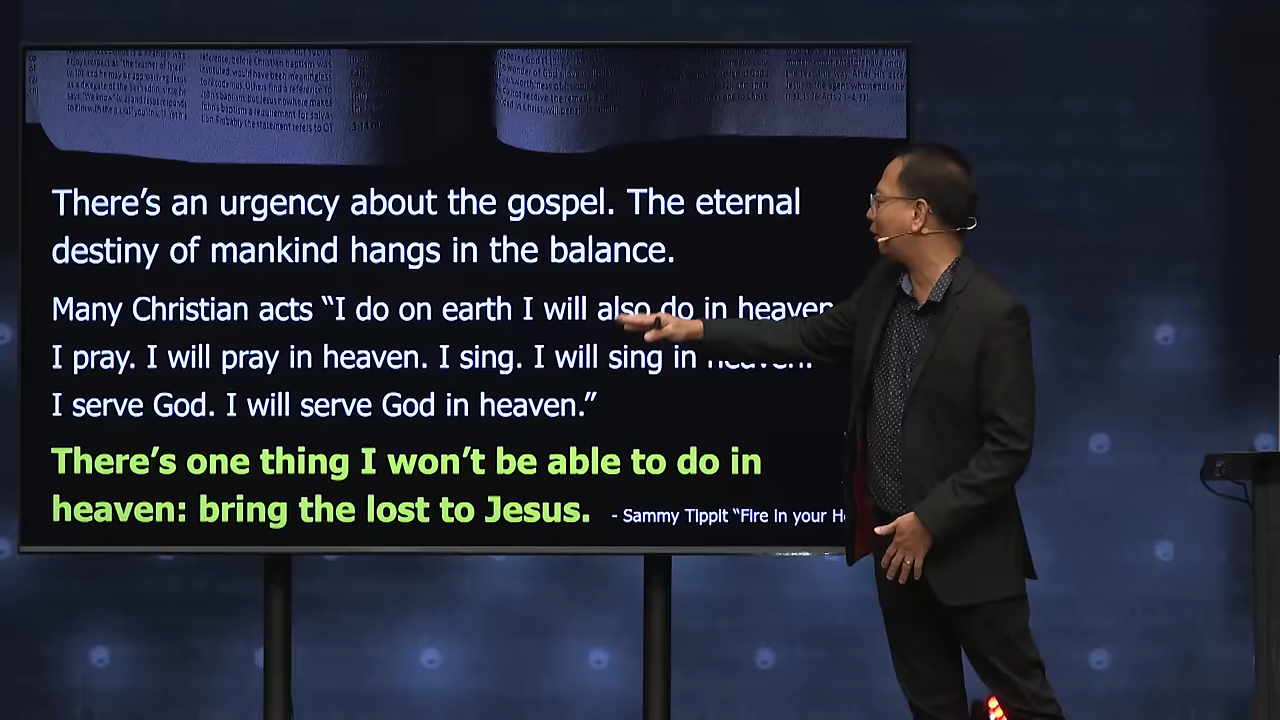 There's an urgency about the gospel. The eternal
destiny of mankind hangs in the balance.
Many Christian acts “I do on earth I will also do in heaven
I pray. I will pray in heaven. I sing. I will sing in heaven.
I serve God. I will serve God in heaven.”
There's one thing I won't be able to do in
heaven: bring the lost to Jesus.
- Sammy Tippit “Fire in your